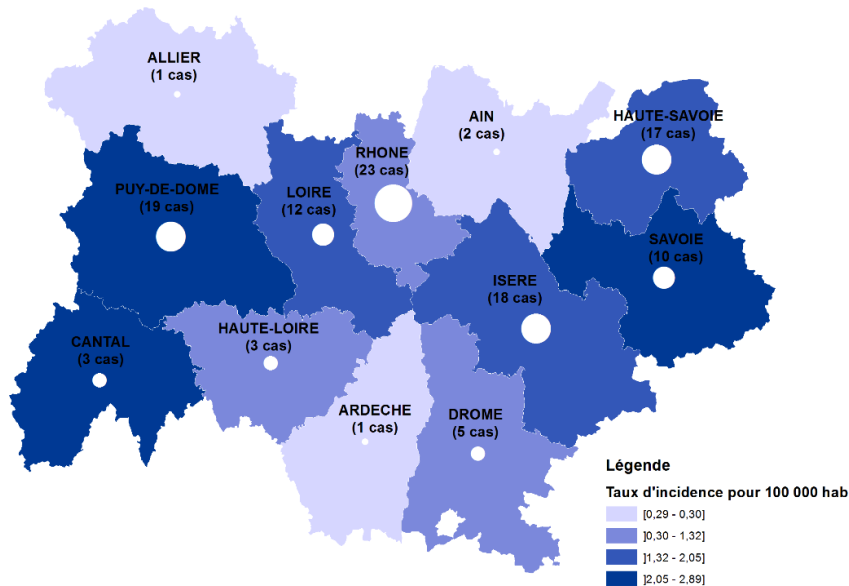 ALLIER
(1 cas)
AIN
(2 cas)
HAUTE-SAVOIE
(17 cas)
RHONE
(23 cas)
PUY-DE-DOME
(19 cas)
LOIRE
(12 cas)
SAVOIE
(10 cas)
ISERE
(18 cas)
CANTAL
(3 cas)
HAUTE-LOIRE
(3 cas)
ARDECHE
(1 cas)
DROME
(5 cas)
Légende
Taux d'incidence pour 100 000 hab
]0,29 - 0,30]
]0,30 - 1,32]
]1,32 - 2,05]
]2,05 - 2,89]